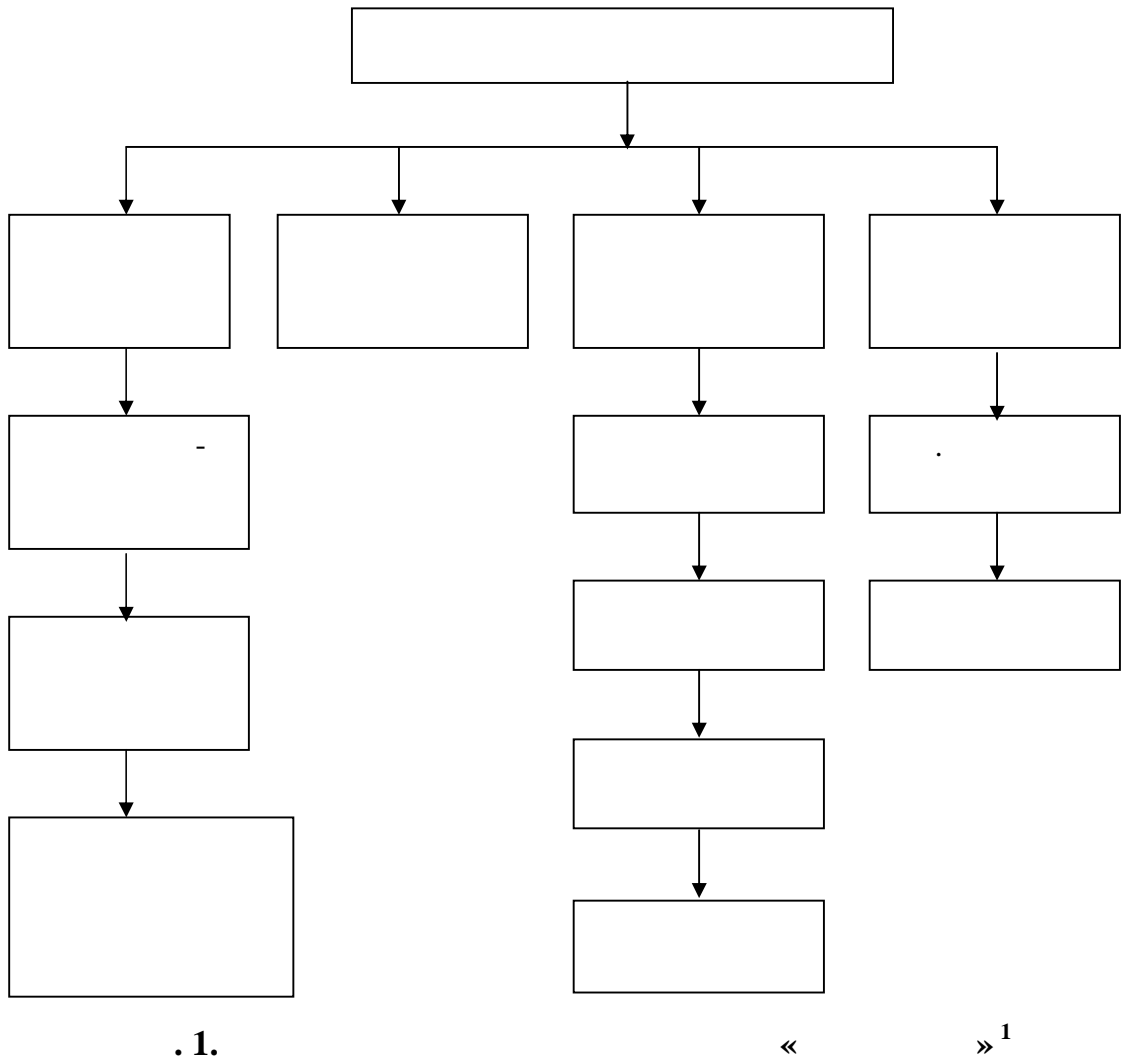 -
.
. 1. « » 1